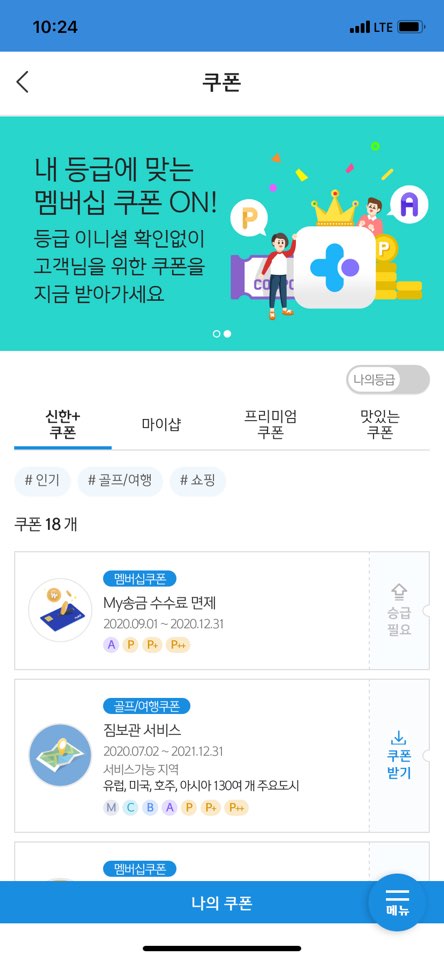 10:24
LTE
쿠폰
내 등급에 맞는
멤버십 쿠폰 ON!
등급 이니셜 확인없이
고객님을 위한 쿠폰을
지금 받아가세요
P
A
P
나의등급
신한+
쿠폰
마이샵
프리미엄
쿠폰
맛있는
쿠폰
# 인기
# 골프/여행
# 쇼핑
쿠폰 18 개
멤버십쿠폰
My송금 수수료 면제
2020.09.01 ~ 2020.12.31
A P P+ P++
승급
필요
골프/여행쿠폰
짐보관 서비스
2020.07.02 ~ 2021.12.31
서비스가능 지역
유럽, 미국, 호주, 아시아 130여 개 주요도시
M C B A P P+ P++
쿠폰
받기
멤버십쿠폰
나의 쿠폰
메뉴